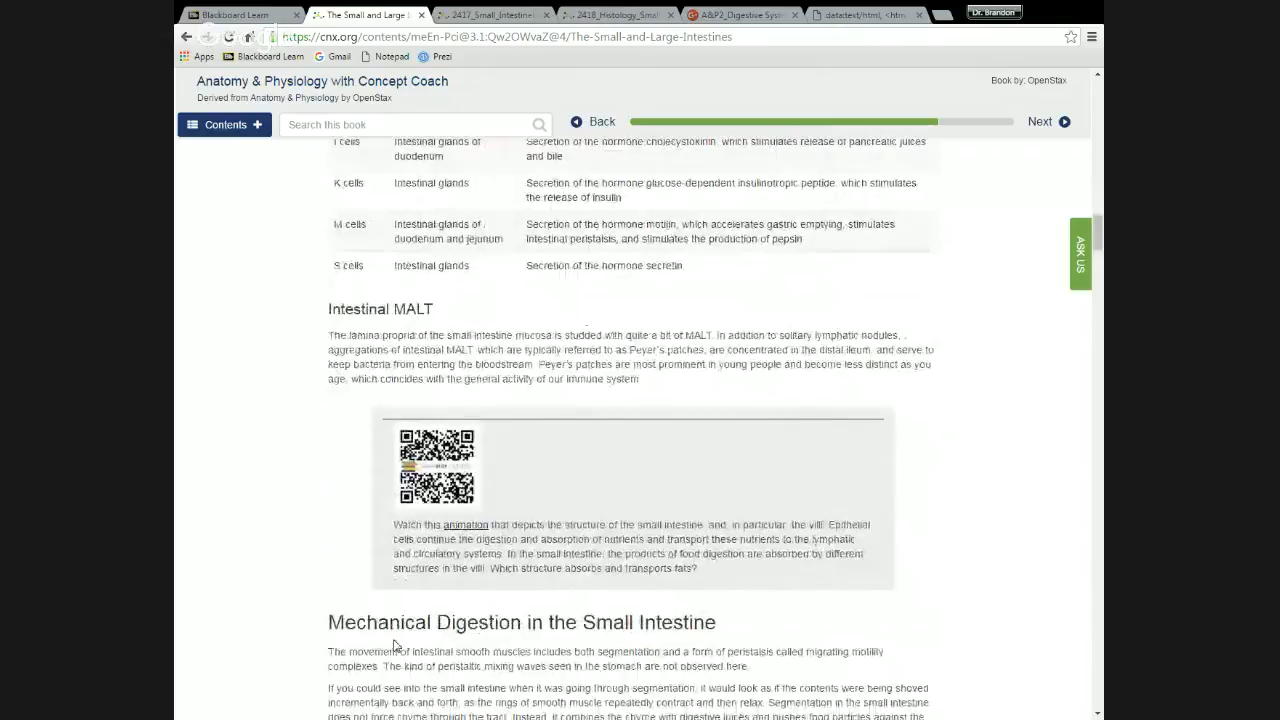 Blackboard Learn
The Small and Large I
2417_Small_Intestinel
2418_Histology_Small
A&P2_Digestive Syst
data:text/html, <htm
Dr. Brandon
https://cnx.org/contents/meEn-Pci@3.1:Qw2OWvaZ@4/The-Small-and-Large-Intestines
Apps Blackboard Learn Gmail Notepad Prezi
Anatomy & Physiology with Concept Coach
Book by: OpenStax
Derived from Anatomy & Physiology by OpenStax
Contents +
Search this book
Back
Next
I cells Intestinal glands of Secretion of the hormone cholecystokinin, which stimulates release of pancreatic juices
duodenum and bile
K cells Intestinal glands Secretion of the hormone glucose-dependent insulinotropic peptide, which stimulates
the release of insulin
M cells Intestinal glands of Secretion of the hormone motilin, which accelerates gastric emptying, stimulates
duodenum and jejunum intestinal peristalsis, and stimulates the production of pepsin
S cells Intestinal glands Secretion of the hormone secretin
ASK US
Intestinal MALT
The lamina propria of the small intestine mucosa is studded with quite a bit of MALT. In addition to solitary lymphatic nodules,
aggregations of intestinal MALT, which are typically referred to as Peyer's patches, are concentrated in the distal ileum, and serve to
keep bacteria from entering the bloodstream. Peyer's patches are most prominent in young people and become less distinct as you
age, which coincides with the general activity of our immune system.
Watch this animation that depicts the structure of the small intestine, and, in particular, the villi. Epithelial
cells continue the digestion and absorption of nutrients and transport these nutrients to the lymphatic
and circulatory systems. In the small intestine, the products of food digestion are absorbed by different
structures in the villi. Which structure absorbs and transports fats?
Mechanical Digestion in the Small Intestine
The movement of intestinal smooth muscles includes both segmentation and a form of peristalsis called migrating motility
complexes. The kind of peristaltic mixing waves seen in the stomach are not observed here.
If you could see into the small intestine when it was going through segmentation, it would look as if the contents were being shoved
incrementally back and forth, as the rings of smooth muscle repeatedly contract and then relax. Segmentation in the small intestine
does not force chyme through the tract. Instead, it combines the chyme with digestive juices and pushes food particles against the